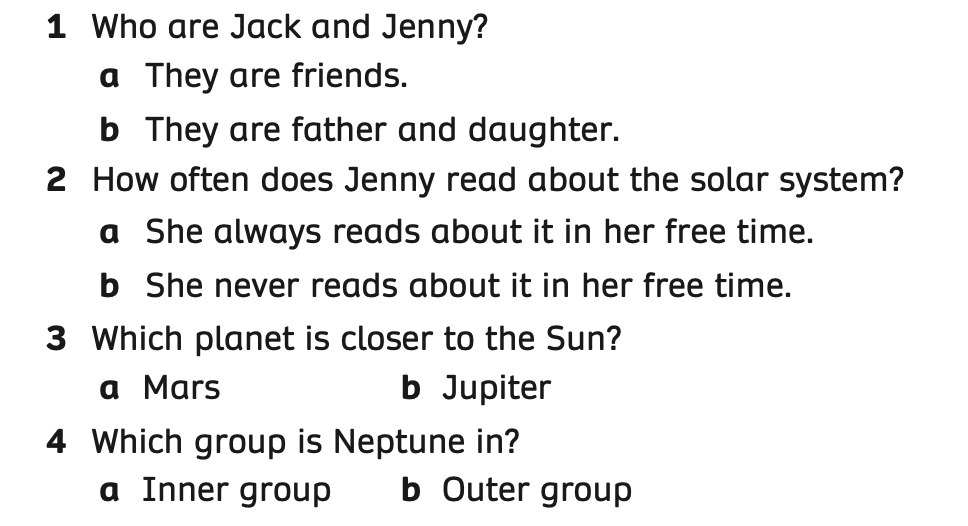 1 Who are Jack and Jenny?
a They are friends.
b They are father and daughter.
2 How often does Jenny read about the solar system?
a She always reads about it in her free time.
b She never reads about it in her free time.
3 Which planet is closer to the Sun?
a Mars b Jupiter
4 Which group is Neptune in?
a Inner group b Outer group